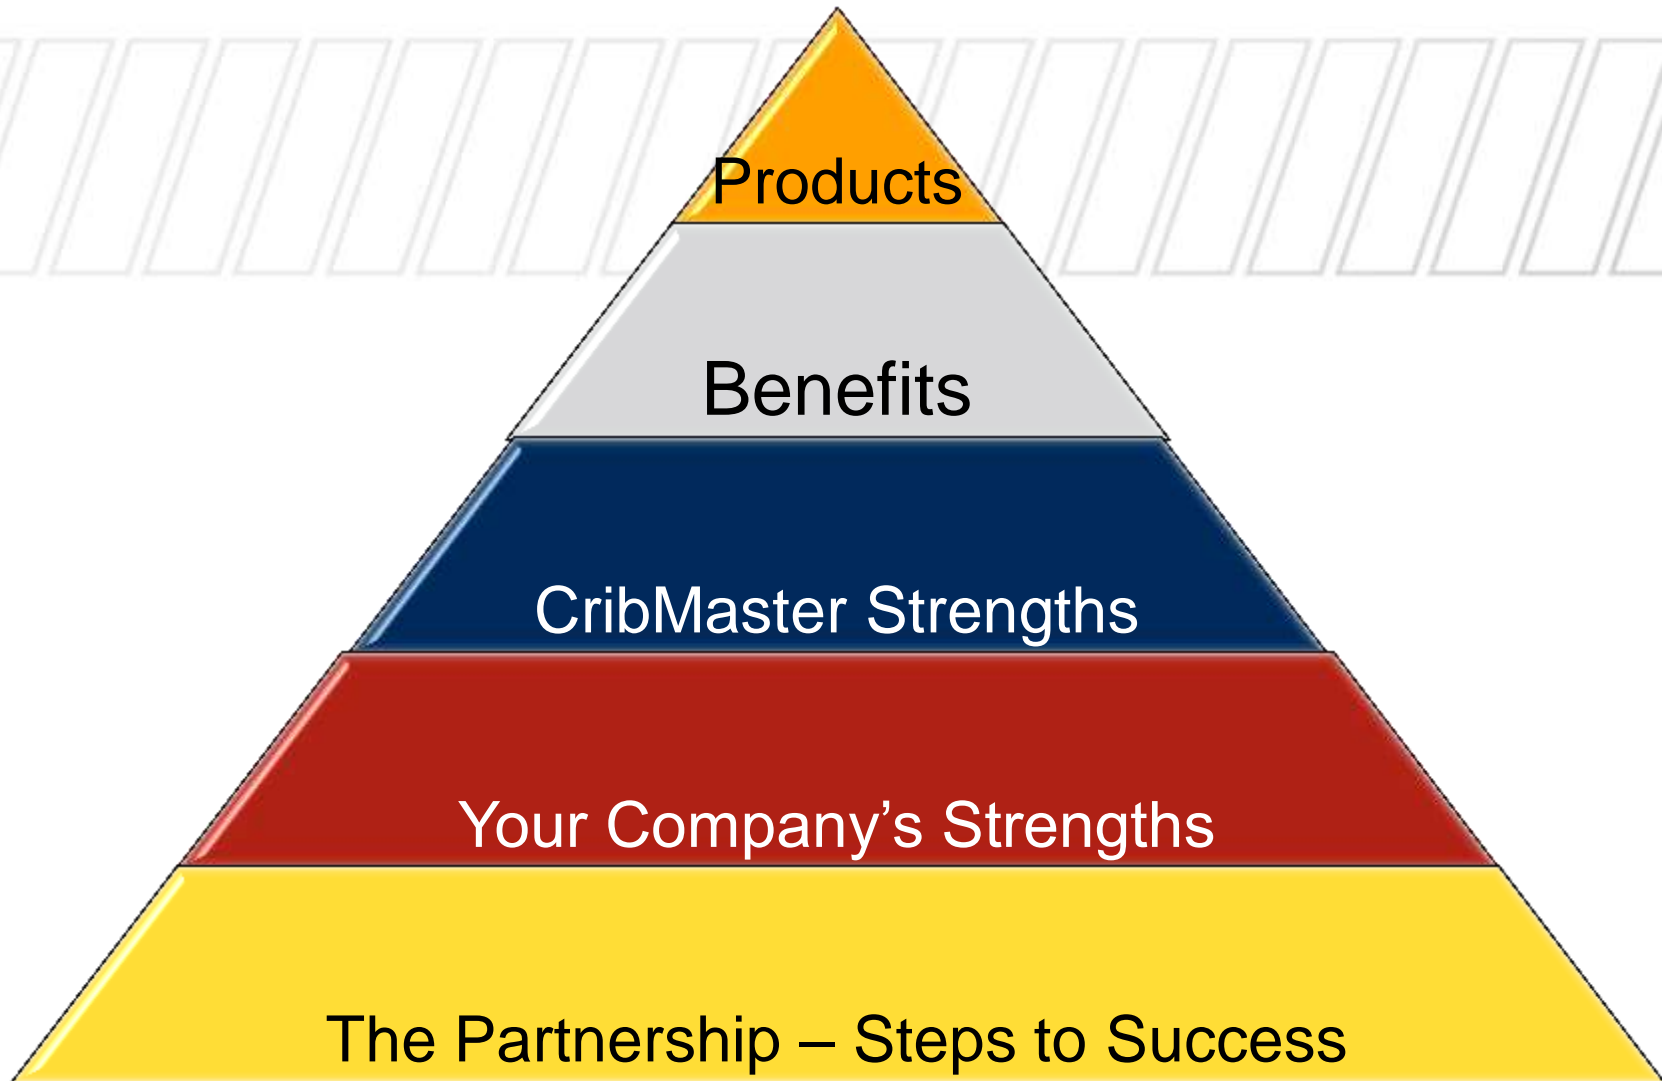 Products
Benefits
CribMaster Strengths
Your Company’s Strengths
The Partnership – Steps to Success